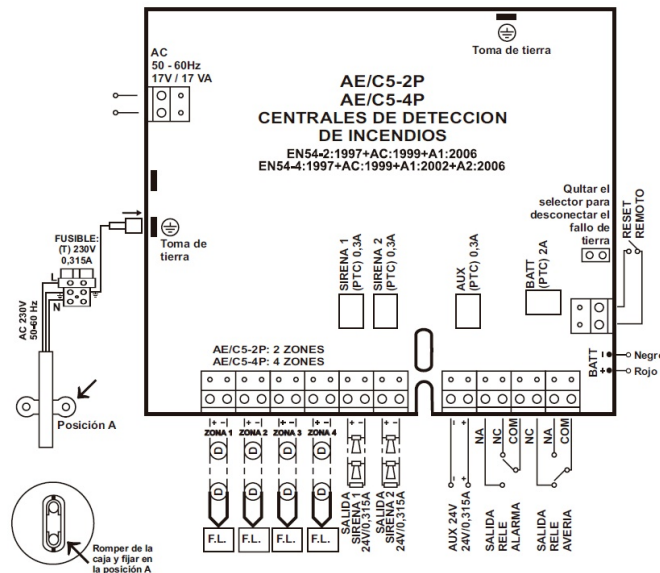 Toma de tierra
AC
50 - 60Hz
17V / 17 VA
AE/C5-2P
AE/C5-4P
CENTRALES DE DETECCION
DE INCENDIOS
EN54-2:1997+AC:1999+A1:2006
EN54-4:1997+AC:1999+A1:2002+A2:2006
Quitar el
selector para
desconectar el
fallo de
tierra
RESET
REMOTO
Toma de
tierra
FUSIBLE:
(T) 230V
0,315A
L
N
AC 230V
50-60 Hz
SIRENA 1
(PTC) 0,3A
SIRENA 2
(PTC) 0,3A
AUX
(PTC) 0,3A
BATT
(PTC) 2A
BATT
- Negro
+ Rojo
AE/C5-2P: 2 ZONES
AE/C5-4P: 4 ZONES
Posición A
+ - + - + - + - + - + - - +
ZONA 1 ZONA 2 ZONA 3 ZONA 4
D D D D
D D D D
F.L. F.L. F.L. F.L.
SALIDA
SIRENA 1
24V/0,315A
SALIDA
SIRENA 2
24V/0,315A
AUX 24V
24V/0,315A
NA
NC
COM
SALIDA
RELE
ALARMA
NC
NA
COM
SALIDA
RELE
AVERIA
Romper de la
caja y fijar en
la posición A